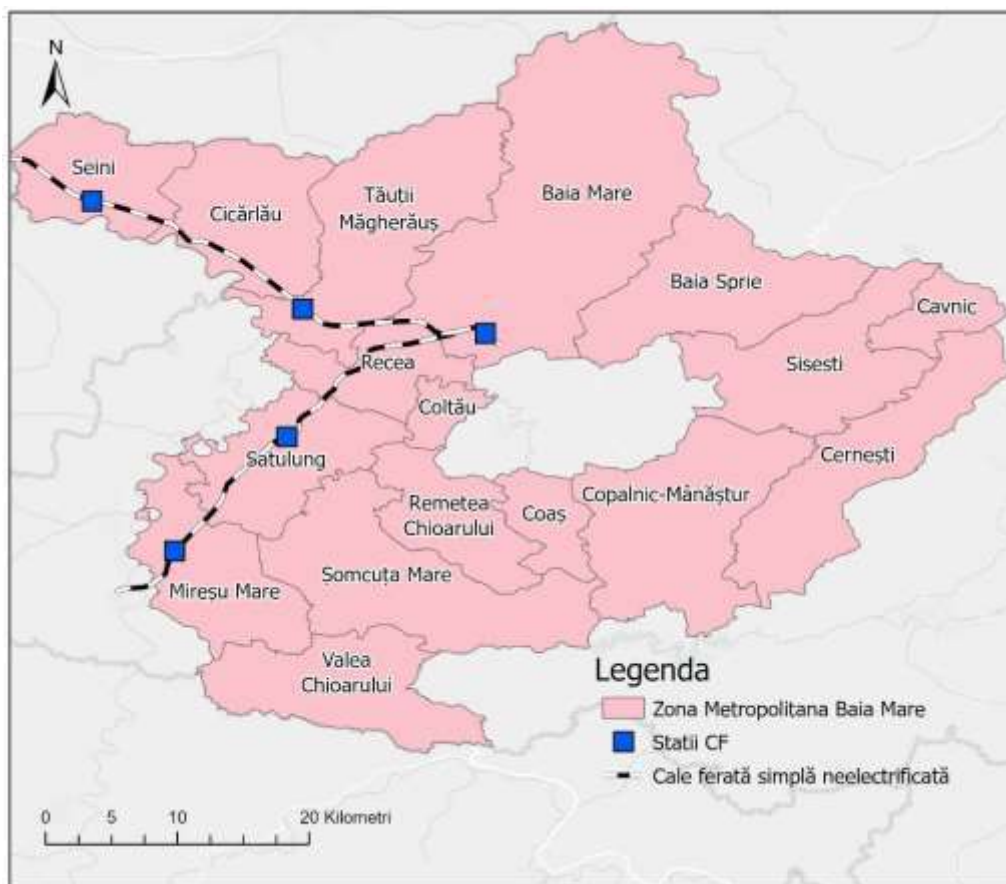 N
Seini
Cicărlău
Tăuții
Măgherăuș
Baia Mare
Baia Sprie
Cavnic
Sisesti
Recea
Coltău
Cernești
Satulung
Remetea
Chioarului
Coaș
Copalnic-Mănăștur
Șomcuța Mare
Mireșu Mare
Valea
Chioarului
Legenda
Zona Metropolitana Baia Mare
Statii CF
Cale ferată simplă neelectrificată
0 5 10 20 Kilometri